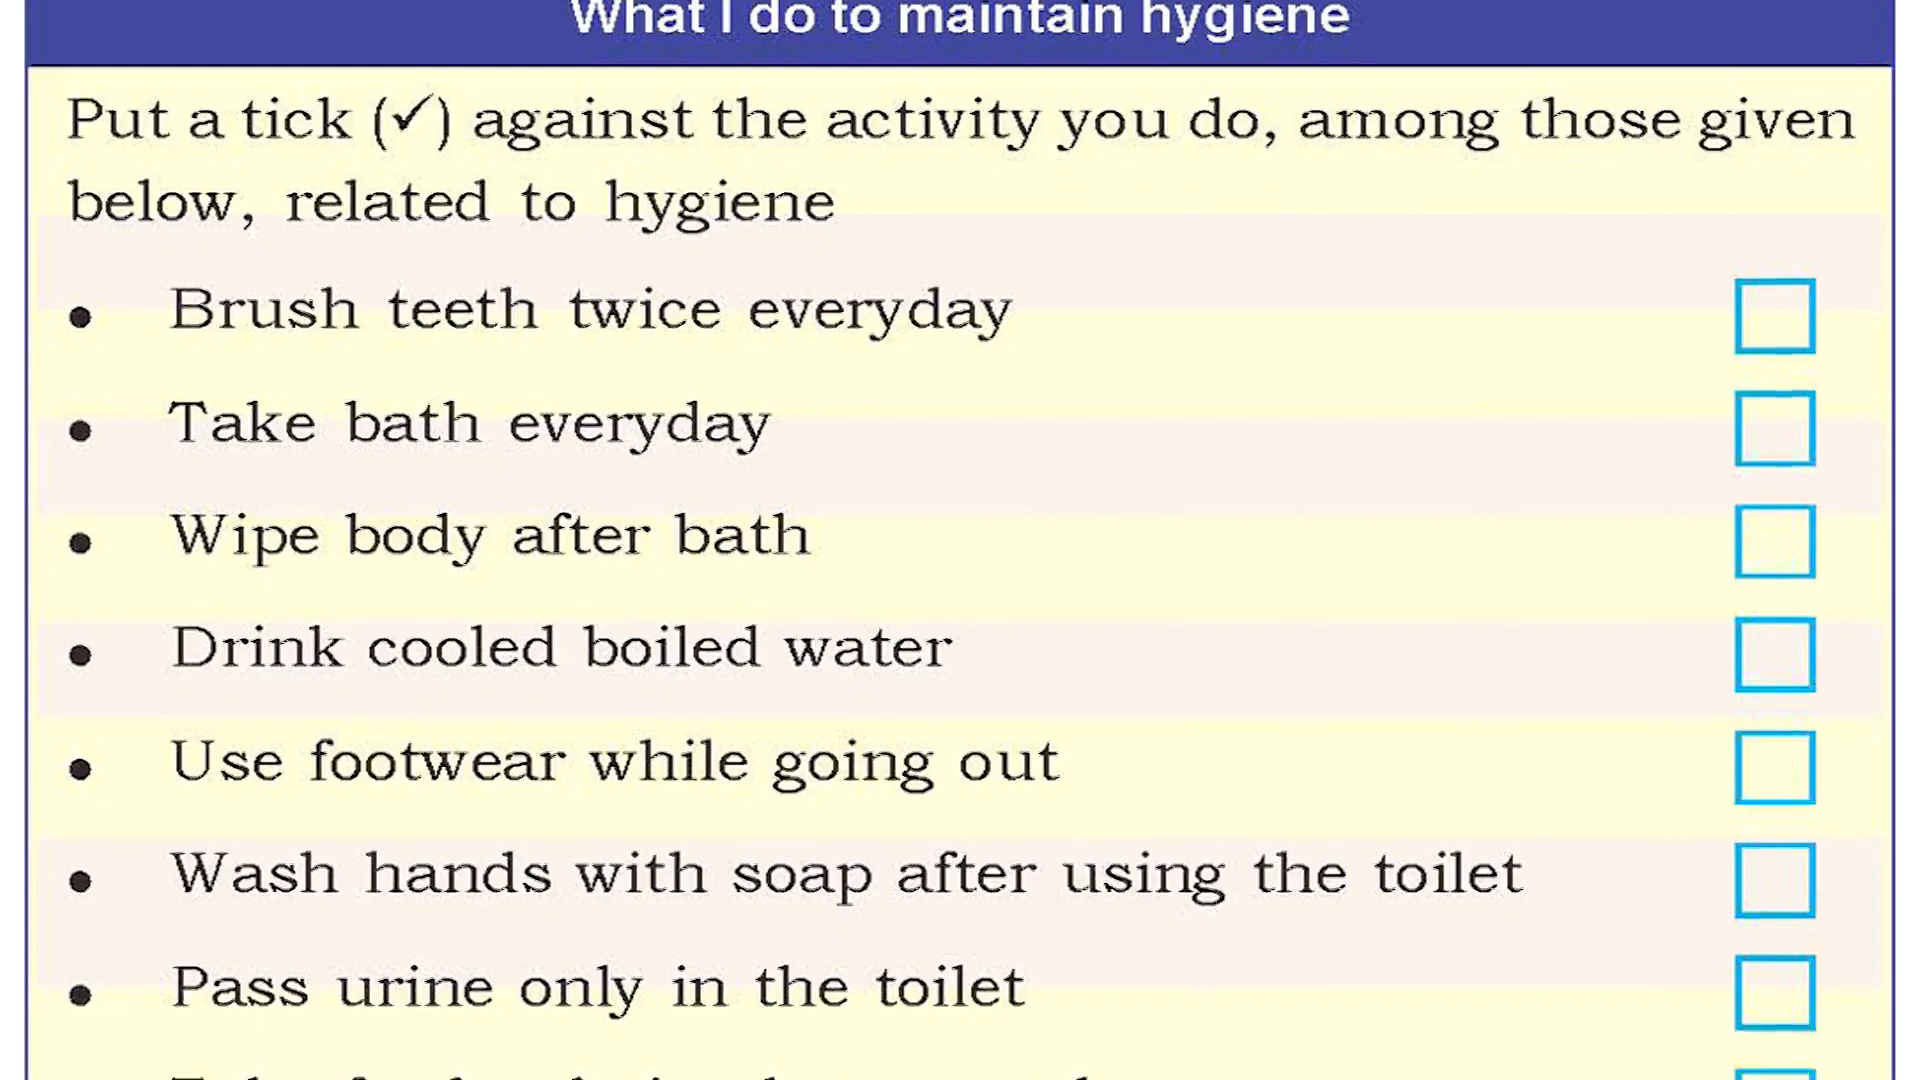 What I do to maintain hygiene
Put a tick (✓) against the activity you do, among those given
below, related to hygiene
• Brush teeth twice everyday
• Take bath everyday
• Wipe body after bath
• Drink cooled boiled water
• Use footwear while going out
• Wash hands with soap after using the toilet
• Pass urine only in the toilet